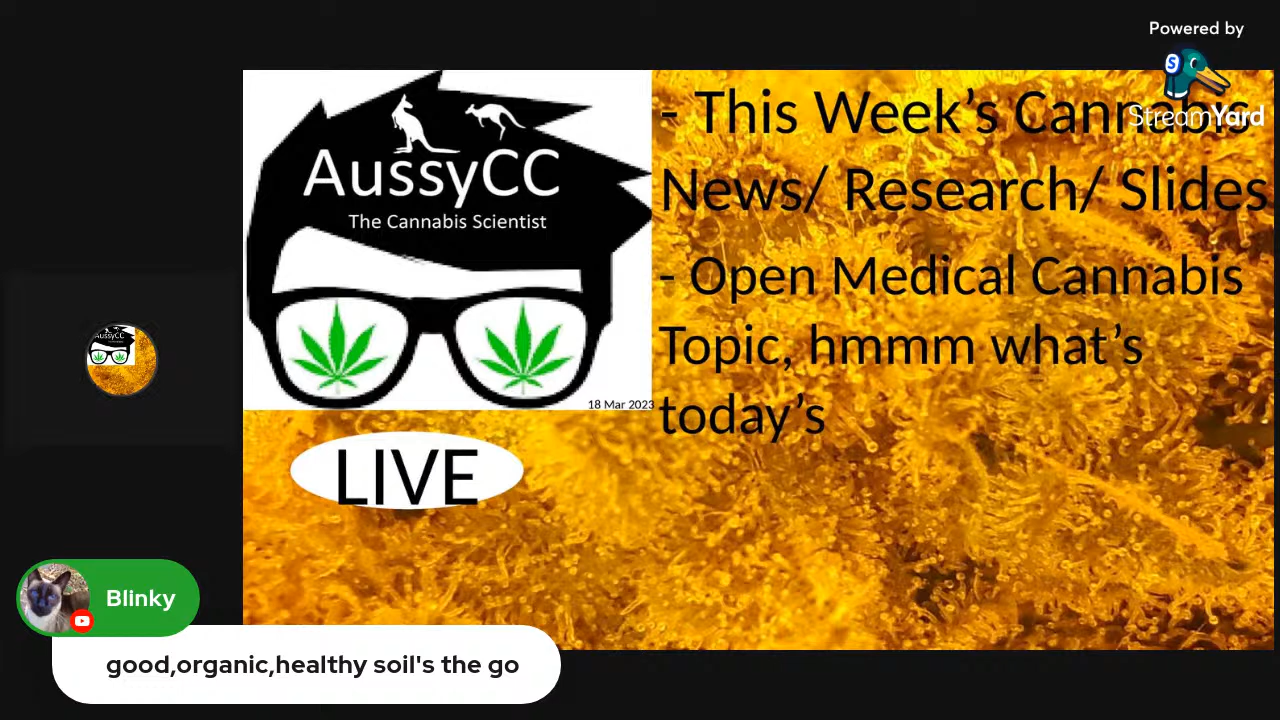 Powered by
StreamYard
AussyCC
The Cannabis Scientist
18 Mar 2023
- This Week's Cannabis
News/ Research/ Slides
- Open Medical Cannabis
Topic, hmmm what's
today's
LIVE
Blinky
good,organic,healthy soil's the go